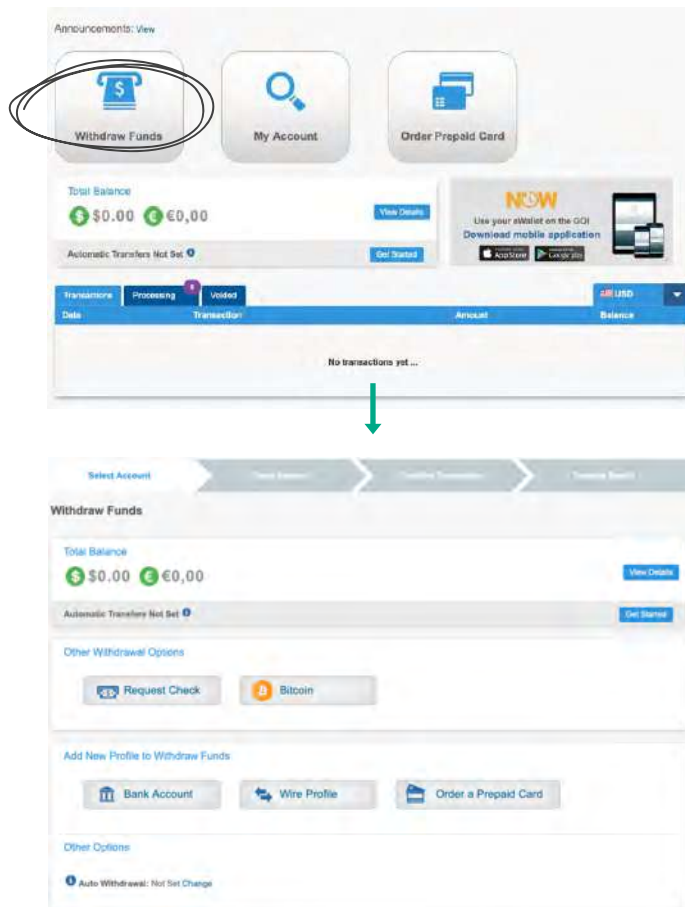 Announcements: View
Withdraw Funds
My Account
Order Prepaid Card
Total Balance
$0.00 €0,00
View Details
Automatic Transfers Not Set
Get Started
NOW
Use your eWallet on the GO!
Download mobile application
App Store Google play
Transactions Processing Voided USD
Date Transaction Amount Balance
No transactions yet ...
Select Account
Withdraw Funds
Total Balance
$0.00 €0,00
View Details
Automatic Transfers Not Set
Get Started
Other Withdrawal Options
Request Check Bitcoin
Add New Profile to Withdraw Funds
Bank Account Wire Profile Order a Prepaid Card
Other Options
Auto Withdrawal: Not Set Change